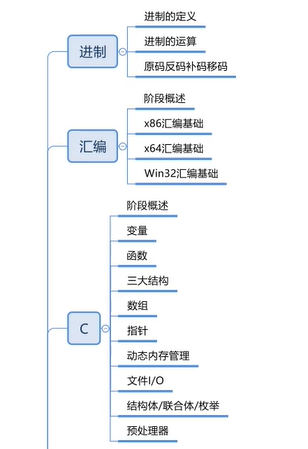 进制
进制的定义
进制的运算
原码反码补码移码
汇编
阶段概述
x86汇编基础
x64汇编基础
Win32汇编基础
C
阶段概述
变量
函数
三大结构
数组
指针
动态内存管理
文件I/O
结构体/联合体/枚举
预处理器